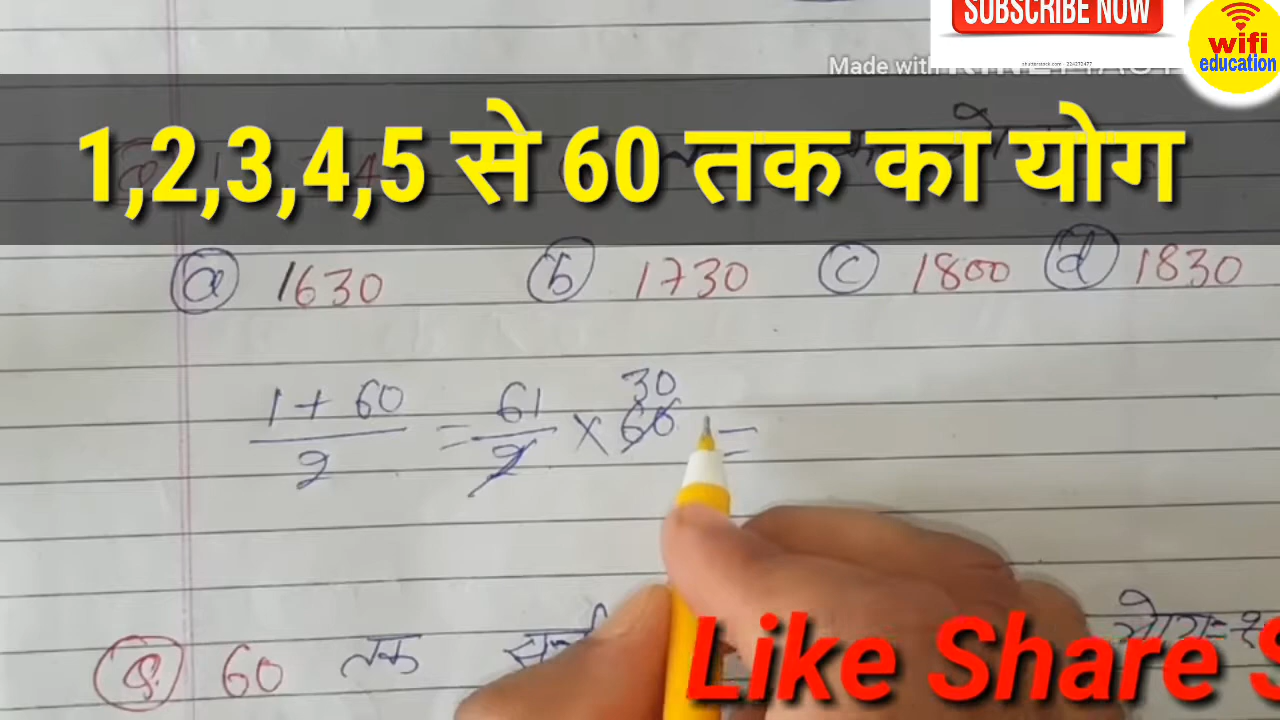 SUBSCRIBE NOW
wifi
education
Made with
1,2,3,4,5 से 60 तक का योग
(a) 1630 (b) 1730 (c) 1800 (d) 1830
30
1 + 60 = 61 × 60 =
2 2
Q. 60 तक
Like Share S